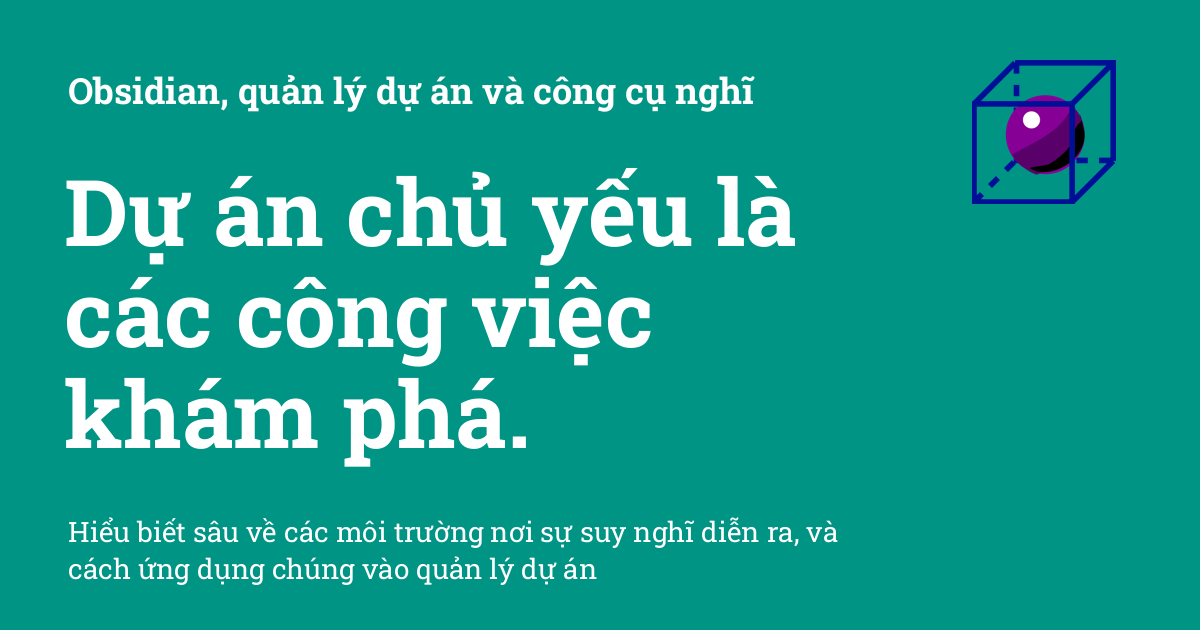 Obsidian, quản lý dự án và công cụ nghĩ
Dự án chủ yếu là
các công việc
khám phá.
Hiểu biết sâu về các môi trường nơi sự suy nghĩ diễn ra, và
cách ứng dụng chúng vào quản lý dự án